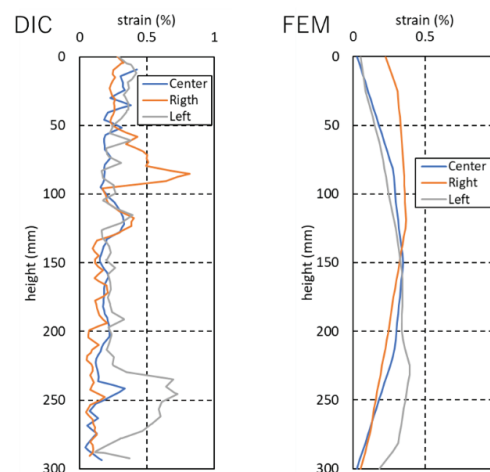 DIC
strain (%)
0 0.5 1
0
50
100
150
200
250
300
height (mm)
Center
Rigth
Left
FEM
strain (%)
0 0.5
0
50
100
150
200
250
300
height (mm)
Center
Right
Left